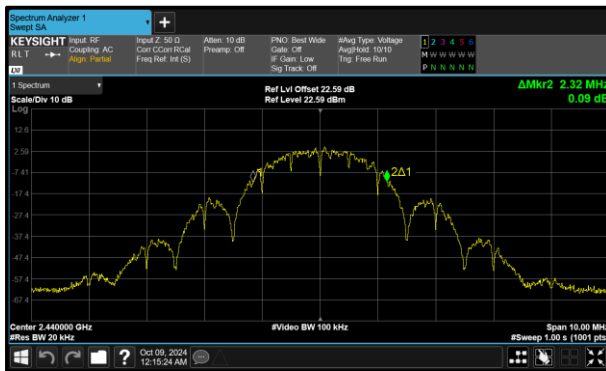 Spectrum Analyzer 1
Swept SA
+
KEYSIGHT Input: RF Input Z: 50 Ω Atten: 10 dB PNO: Best Wide #Avg Type: Voltage 1 2 3 4 5 6
RLT Coupling: AC Corr CCorr RCal Preamp: Off Gate: Off Avg|Hold: 10/10 M W W W W W
Align: Partial Freq Ref: Int (S) IF Gain: Low Trig: Free Run P N N N N N
Sig Track: Off
LXI
1 Spectrum Ref Lvl Offset 22.59 dB ΔMkr2 2.32 MHz
Scale/Div 10 dB Ref Level 22.59 dBm 0.09 dB
Log
12.6
2.59
-7.41
2Δ1
-17.4
-27.4
-37.4
-47.4
-57.4
-67.4
Center 2.440000 GHz #Video BW 100 kHz Span 10.00 MHz
#Res BW 20 kHz #Sweep 1.00 s (1001 pts)
? Oct 09, 2024
12:15:24 AM